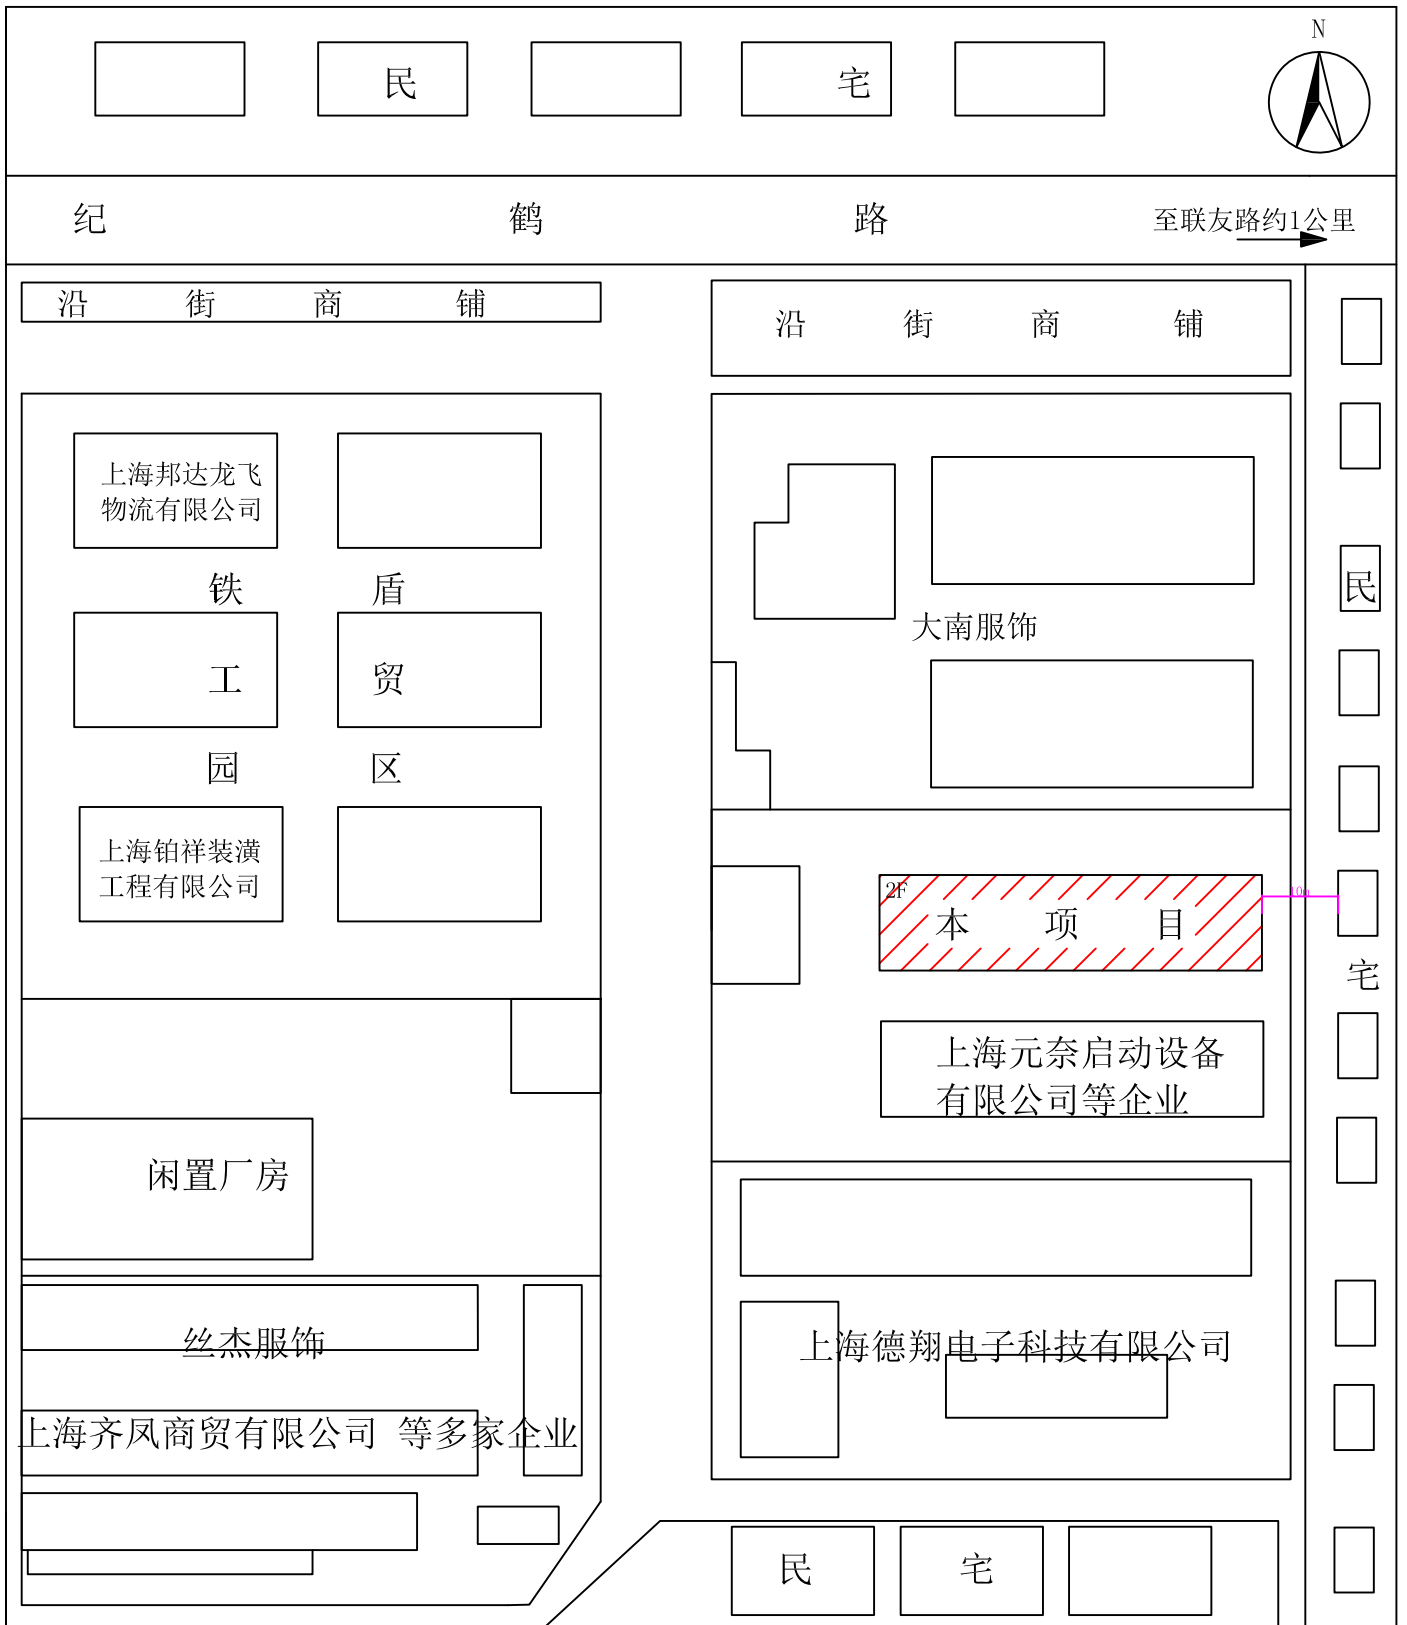 N
民 宅
纪 鹤 路
至联友路约1公里
沿 街 商 铺
沿 街 商 铺
上海邦达龙飞
物流有限公司
铁 盾
工 贸
园 区
大南服饰
民
上海铂祥装潢
工程有限公司
2F
本 项 目
10m
宅
上海元奈启动设备
有限公司等企业
闲置厂房
丝杰服饰
上海德翔电子科技有限公司
上海齐凤商贸有限公司 等多家企业
民 宅